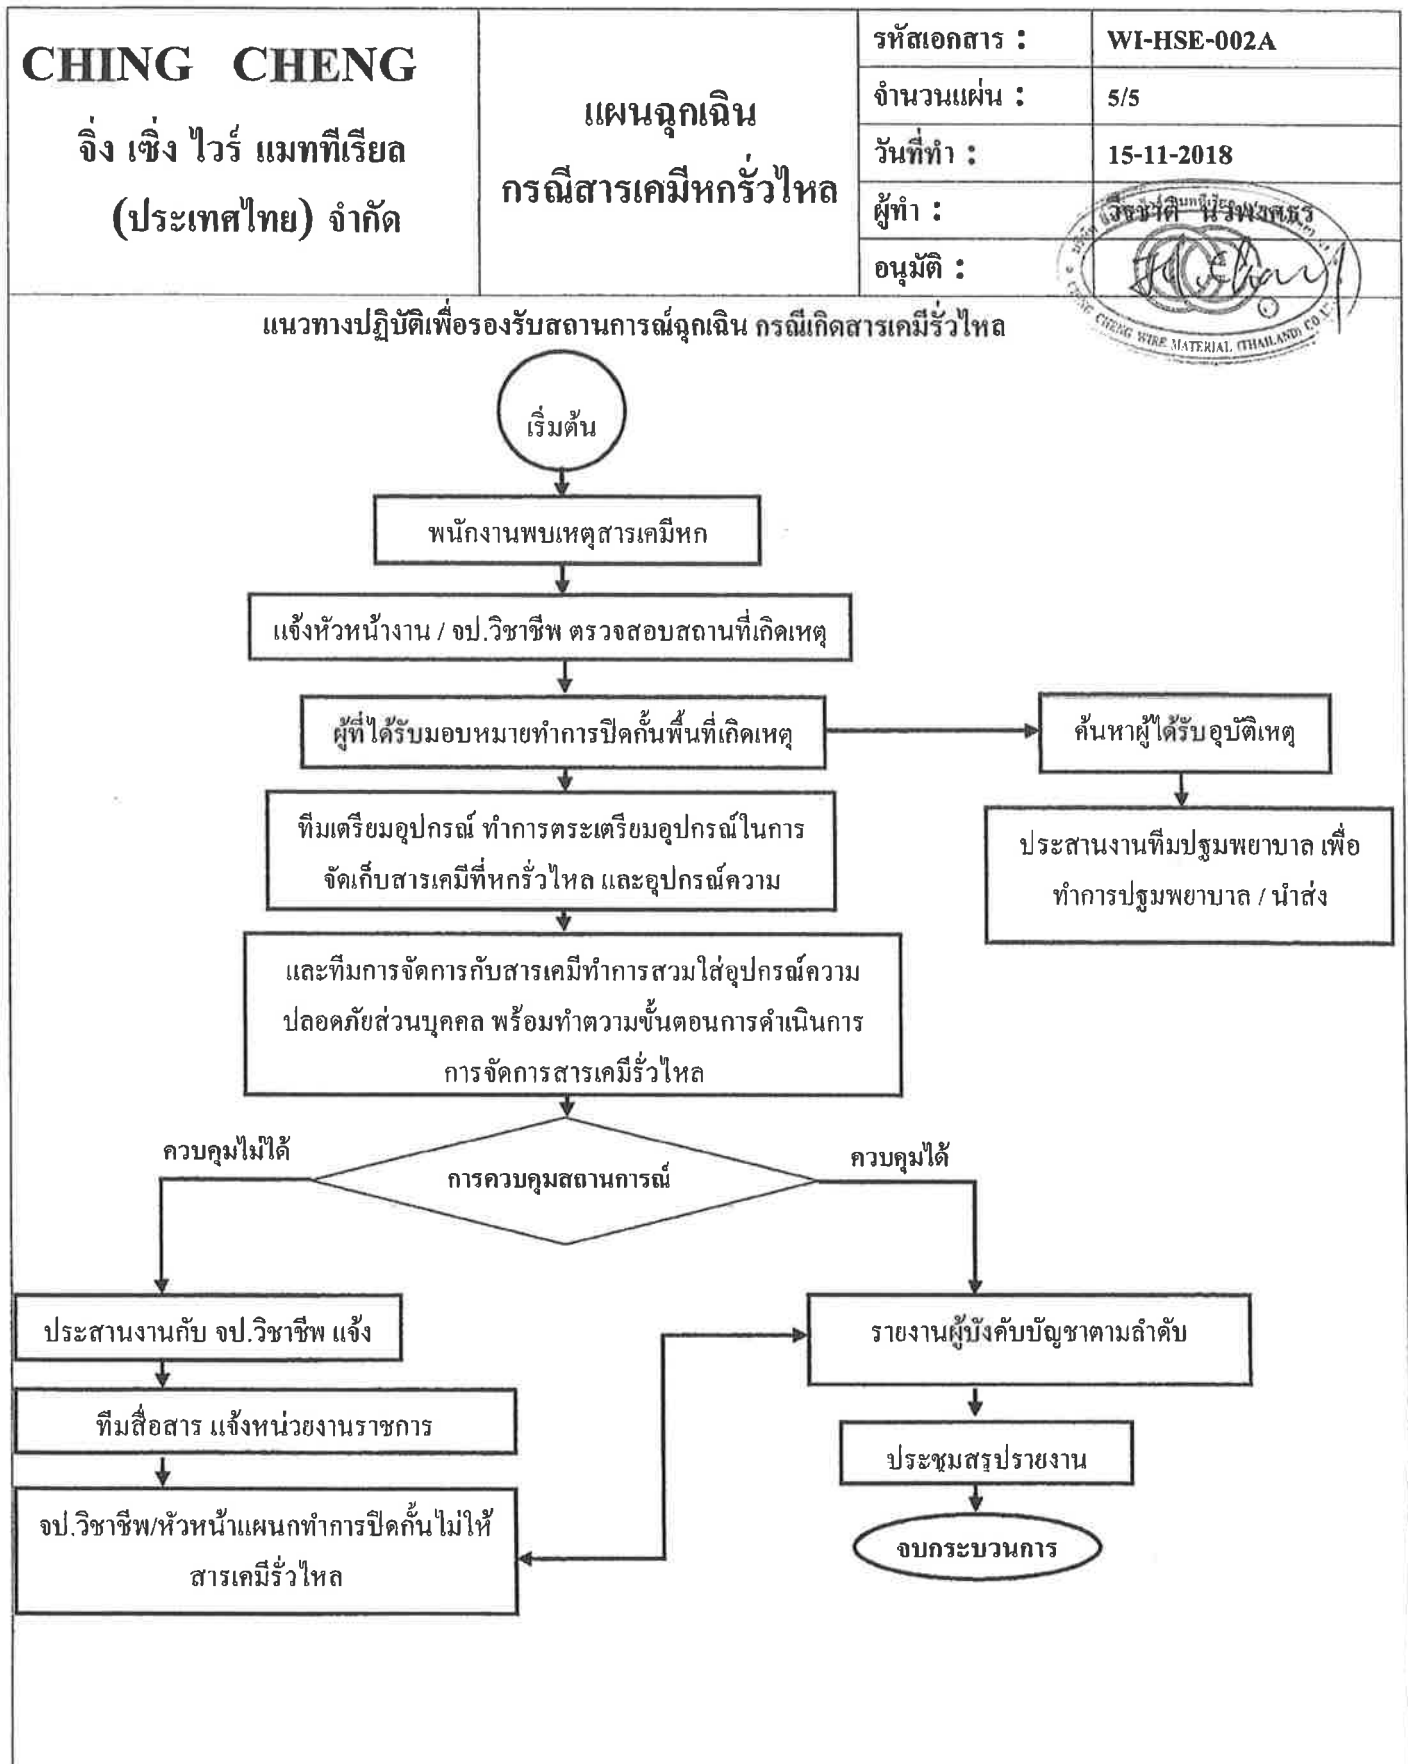 CHING CHENG
จิ่ง เซิ่ง ไวร์ แมททีเรียล
(ประเทศไทย) จำกัด
แผนฉุกเฉิน
กรณีสารเคมีหกรั่วไหล
รหัสเอกสาร : WI-HSE-002A
จำนวนแผ่น : 5/5
วันที่ทำ : 15-11-2018
ผู้ทำ :
อนุมัติ :
CHING CHENG WIRE MATERIAL (THAILAND) CO.,
แนวทางปฏิบัติเพื่อรองรับสถานการณ์ฉุกเฉิน กรณีเกิดสารเคมีรั่วไหล
เริ่มต้น
พนักงานพบเหตุสารเคมีหก
แจ้งหัวหน้างาน / จป.วิชาชีพ ตรวจสอบสถานที่เกิดเหตุ
ผู้ที่ได้รับมอบหมายทำการปิดกั้นพื้นที่เกิดเหตุ
ค้นหาผู้ได้รับอุบัติเหตุ
ทีมเตรียมอุปกรณ์ ทำการตระเตรียมอุปกรณ์ในการ
จัดเก็บสารเคมีที่หกรั่วไหล และอุปกรณ์ความ
ประสานงานทีมปฐมพยาบาล เพื่อ
ทำการปฐมพยาบาล / นำส่ง
และทีมการจัดการกับสารเคมีทำการสวมใส่อุปกรณ์ความ
ปลอดภัยส่วนบุคคล พร้อมทำตวามขั้นตอนการดำเนินการ
การจัดการสารเคมีรั่วไหล
ควบคุมไม่ได้
การควบคุมสถานการณ์
ควบคุมได้
ประสานงานกับ จป.วิชาชีพ แจ้ง
ทีมสื่อสาร แจ้งหน่วยงานราชการ
จป.วิชาชีพ/หัวหน้าแผนกทำการปิดกั้นไม่ให้
สารเคมีรั่วไหล
รายงานผู้บังคับบัญชาตามลำดับ
ประชุมสรุปรายงาน
จบกระบวนการ